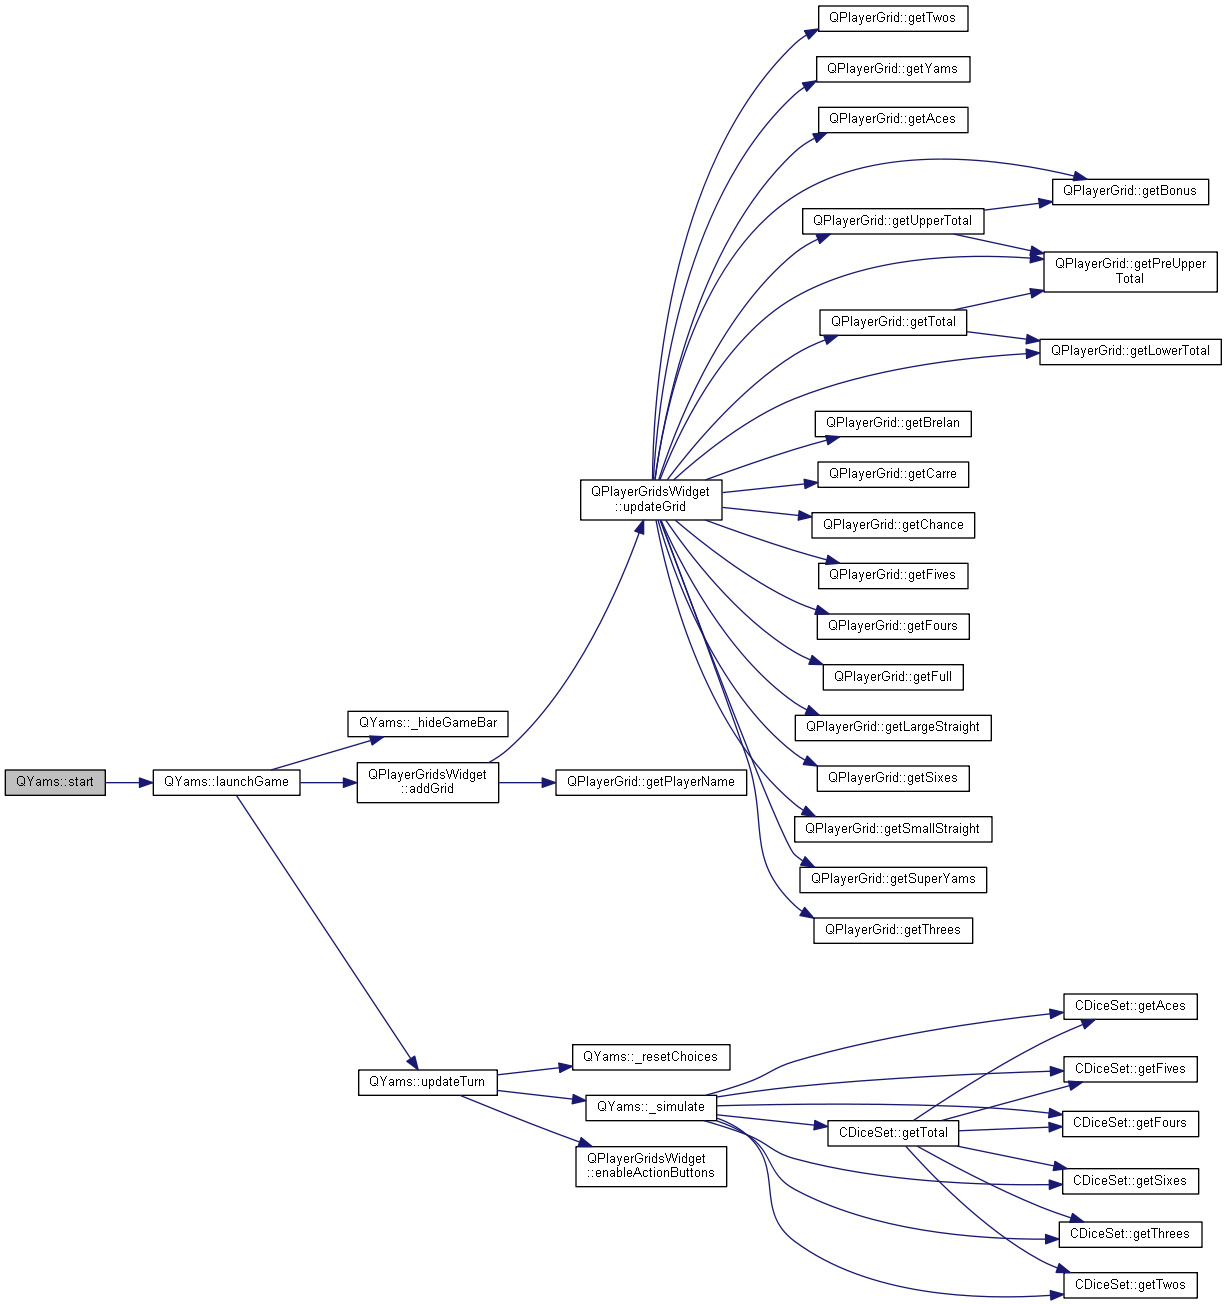 QPlayerGrid::getTwos
QPlayerGrid::getYams
QPlayerGrid::getAces
QPlayerGrid::getBonus
QPlayerGrid::getUpperTotal
QPlayerGrid::getPreUpper
Total
QPlayerGrid::getTotal
QPlayerGrid::getLowerTotal
QPlayerGrid::getBrelan
QPlayerGrid::getCarre
QPlayerGridsWidget
::updateGrid
QPlayerGrid::getChance
QPlayerGrid::getFives
QPlayerGrid::getFours
QPlayerGrid::getFull
QYams::_hideGameBar
QPlayerGrid::getLargeStraight
QYams::start
QYams::launchGame
QPlayerGridsWidget
::addGrid
QPlayerGrid::getPlayerName
QPlayerGrid::getSixes
QPlayerGrid::getSmallStraight
QPlayerGrid::getSuperYams
QPlayerGrid::getThrees
CDiceSet::getAces
QYams::_resetChoices
CDiceSet::getFives
QYams::updateTurn
QYams::_simulate
CDiceSet::getFours
CDiceSet::getTotal
QPlayerGridsWidget
::enableActionButtons
CDiceSet::getSixes
CDiceSet::getThrees
CDiceSet::getTwos